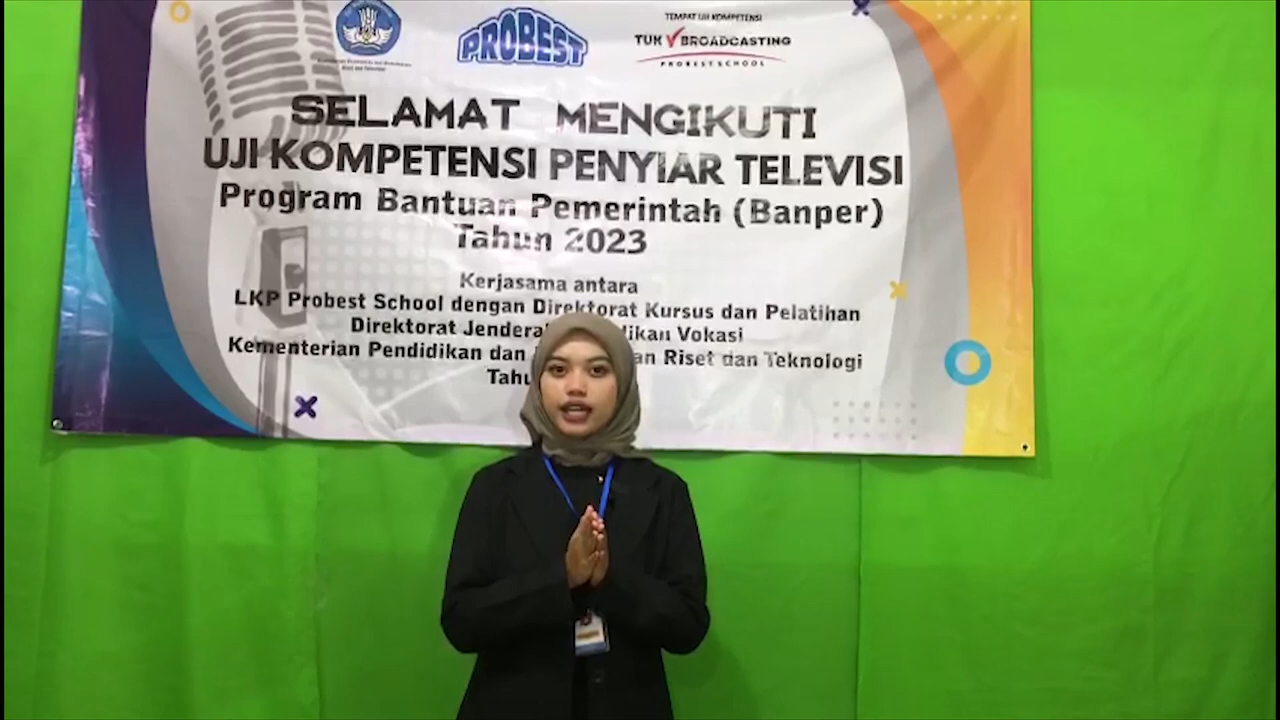 PROBEST
TEMPAT UJI KOMPETENSI
TUK BROADCASTING
PROBEST SCHOOL
SELAMAT MENGIKUTI
UJI KOMPETENSI PENYIAR TELEVISI
Program Bantuan Pemerintah (Banper)
Tahun 2023
Kerjasama antara
LKP Probest School dengan Direktorat Kursus dan Pelatihan
Direktorat Jenderal dikan Vokasi
Kementerian Pendidikan dan an Riset dan Teknologi
Tahu